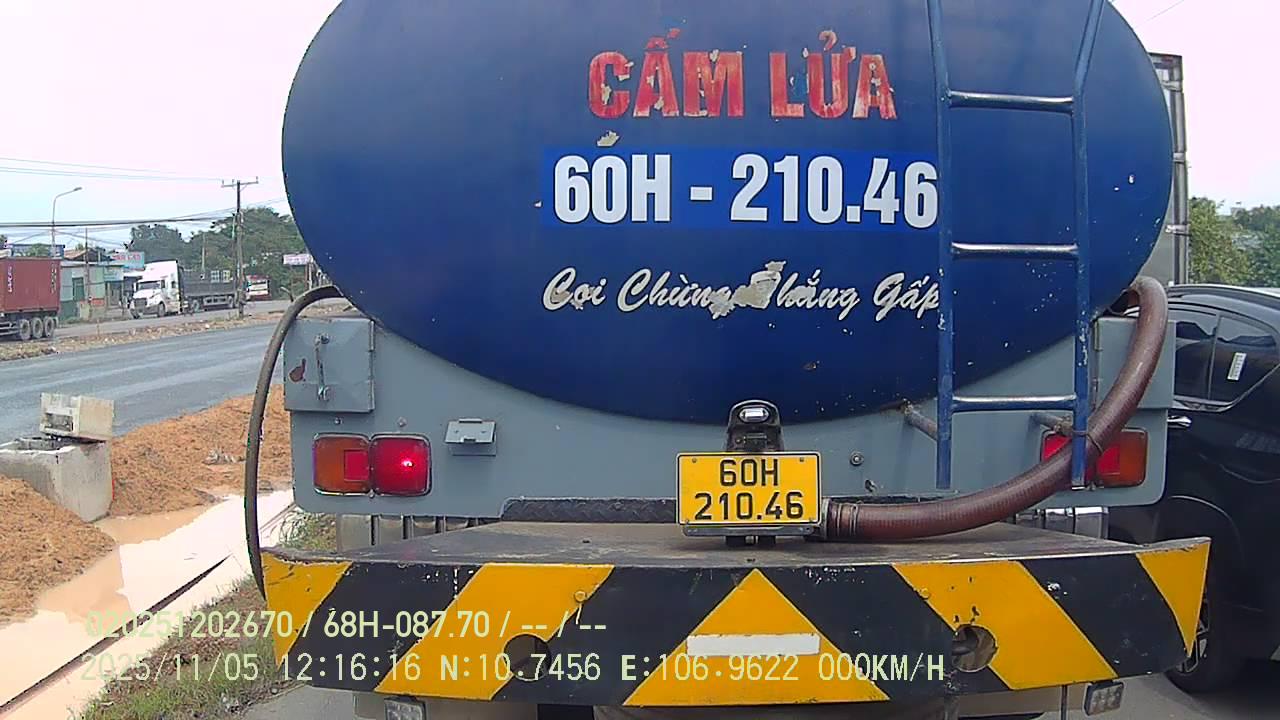 CẤM LỬA
60H - 210.46
Coi Chừng Thắng Gấp
60H
210.46
020251202670 / 68H-087.70 / -- / --
2025/11/05 12:16:16 N:10.7456 E:106.9622 000KM/H